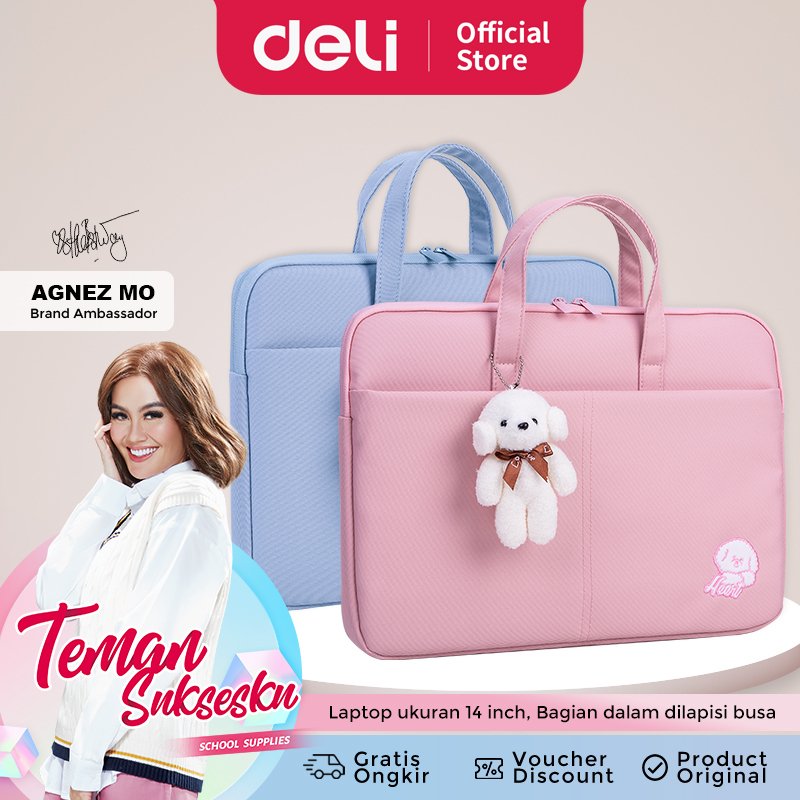 deli
Official
Store
AGNEZ MO
Brand Ambassador
Heart
Teman
Suksesku
SCHOOL SUPPLIES
Laptop ukuran 14 inch, Bagian dalam dilapisi busa
Gratis
Ongkir
Voucher
Discount
Product
Original